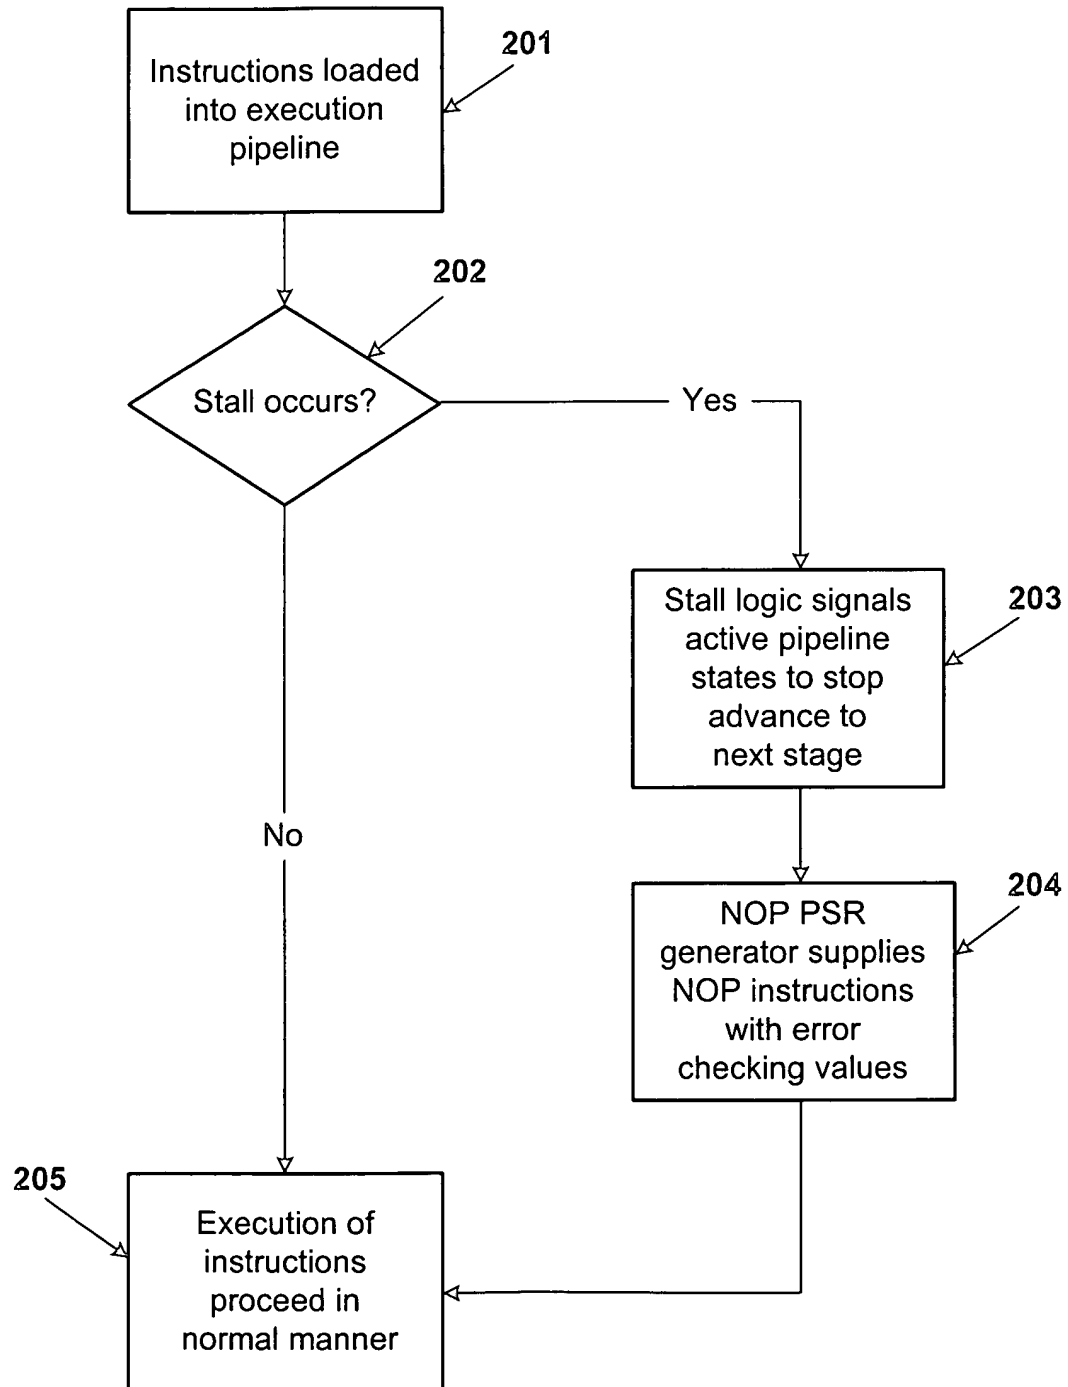 201
Instructions loaded
into execution
pipeline
202
Stall occurs?
Yes
203
Stall logic signals
active pipeline
states to stop
advance to
next stage
No
204
NOP PSR
generator supplies
NOP instructions
with error
checking values
205
Execution of
instructions
proceed in
normal manner